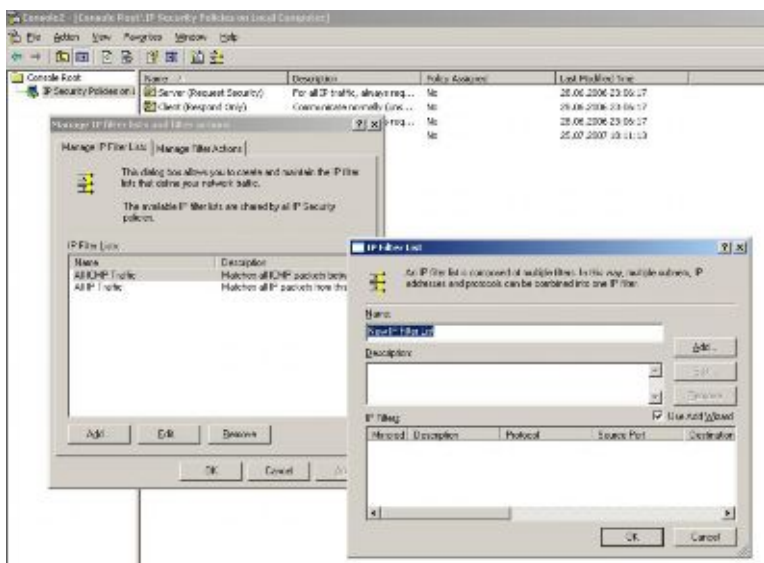 Console2 - [Console Root\IP Security Policies on Local Computer]
File Action View Favorites Window Help
Console Root
IP Security Policies on L
Name Description Policy Assigned Last Modified Time
Server (Request Security) For all IP traffic, always req... No 28.06.2006 23:06:17
Client (Respond Only) Communicate normally (uns... No 28.06.2006 23:06:17
req... No 28.06.2006 23:06:17
No 25.07.2007 10:11:13
Manage IP filter lists and filter actions
Manage IP Filter Lists Manage Filter Actions
This dialog box allows you to create and maintain the IP filter
lists that define your network traffic.
The available IP filter lists are shared by all IP Security
policies.
IP Filter Lists:
Name Description
All ICMP Traffic Matches all ICMP packets betw
All IP Traffic Matches all IP packets from this
Add Edit Remove
OK Cancel
IP Filter List
An IP filter list is composed of multiple filters. In this way, multiple subnets, IP
addresses and protocols can be combined into one IP filter.
Name:
New IP Filter List
Add...
Description:
Edit...
Remove
IP Filters:
Use Add Wizard
Mirrored Description Protocol Source Port Destination
OK Cancel